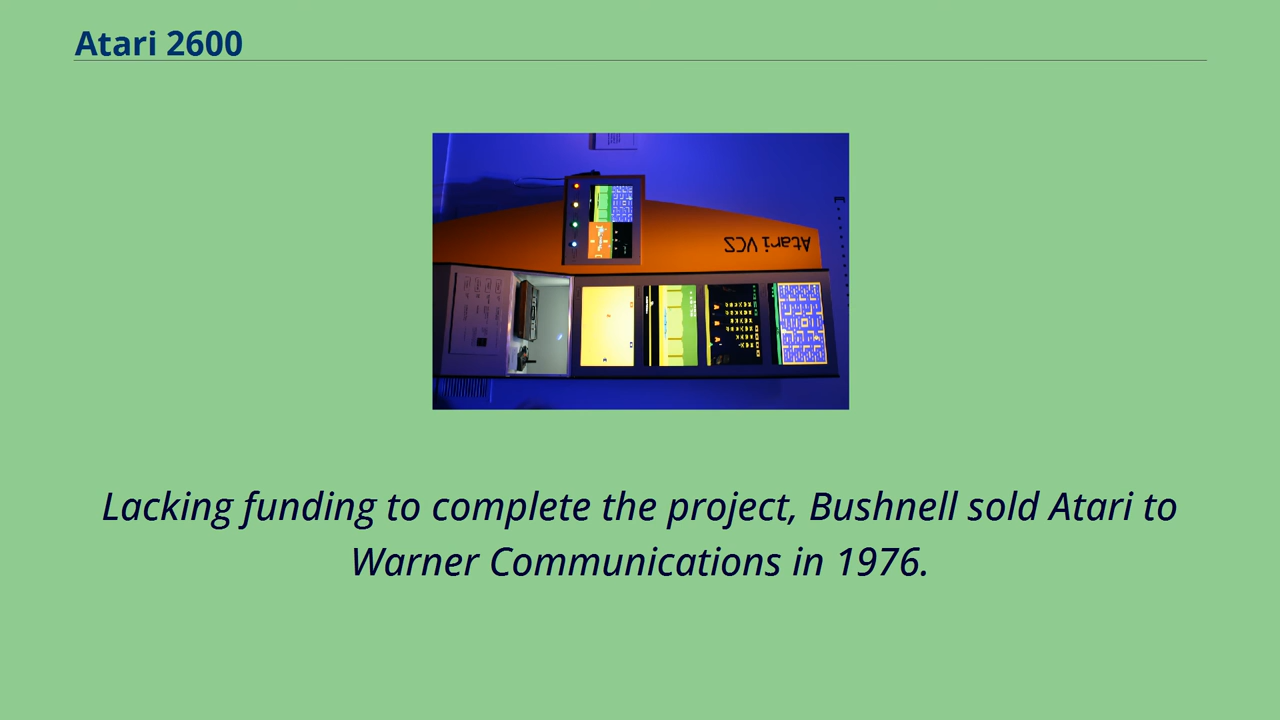 Atari 2600
Atari VCS
Lacking funding to complete the project, Bushnell sold Atari to
Warner Communications in 1976.